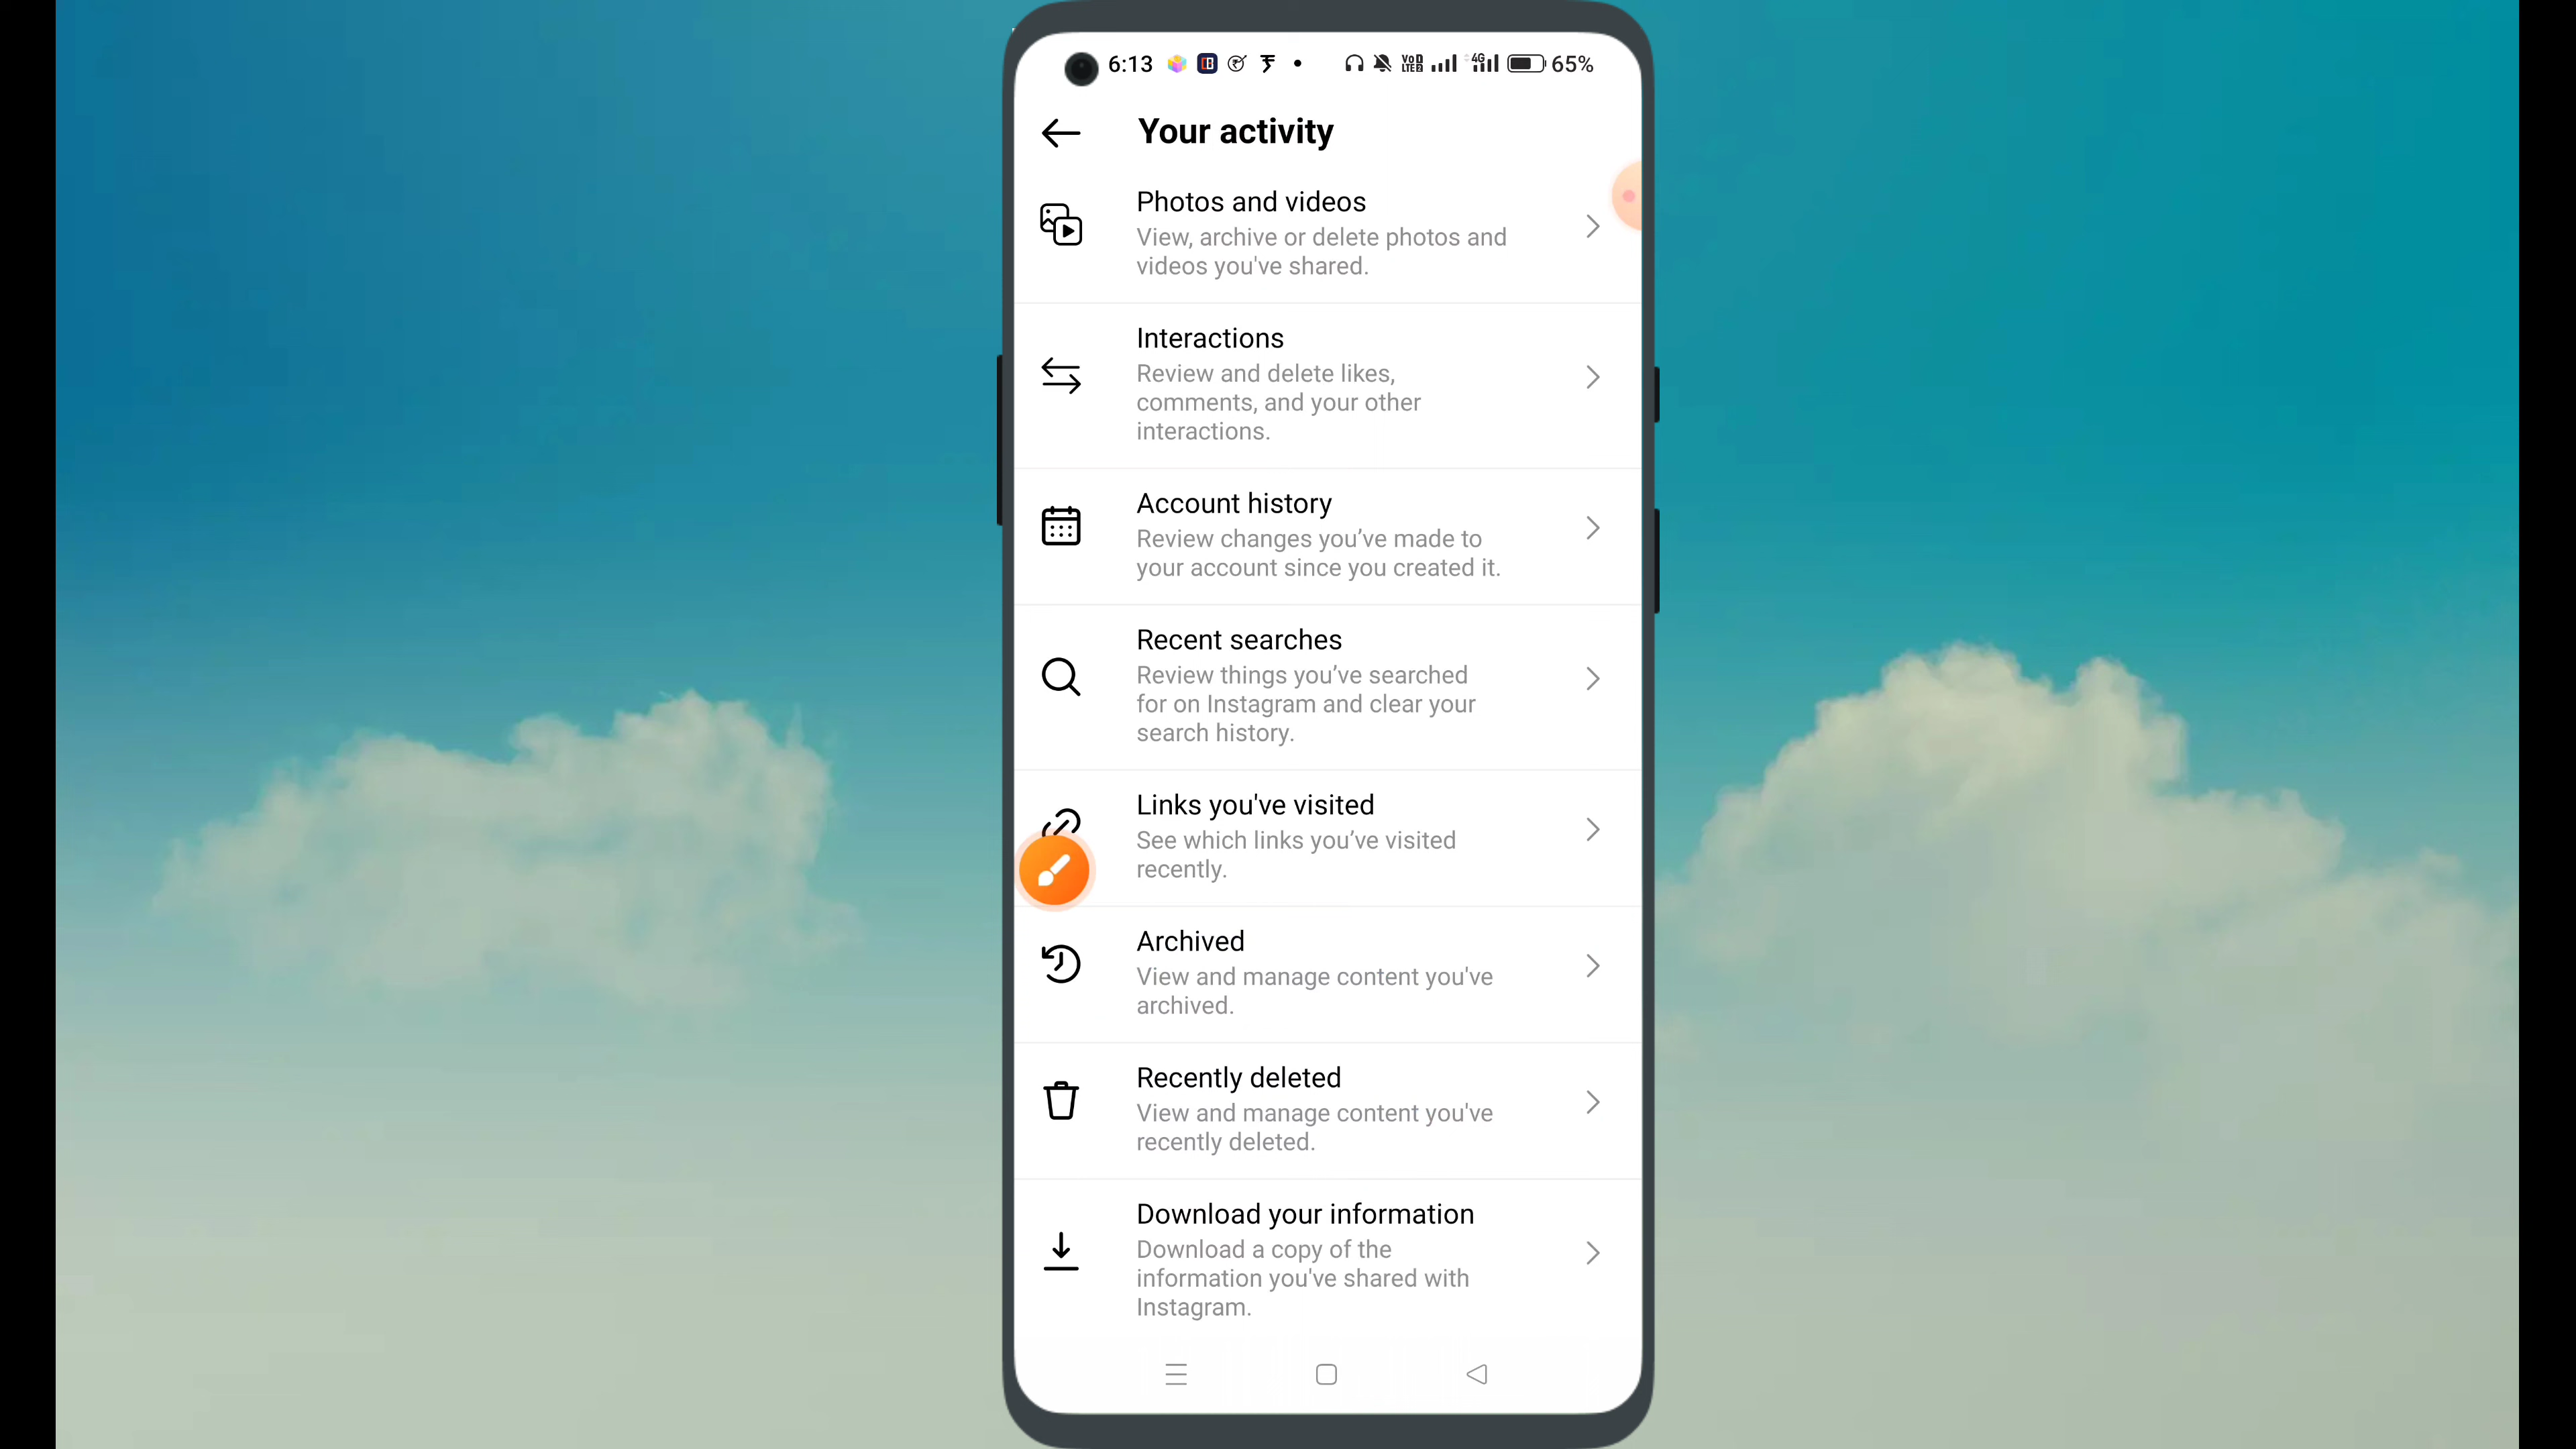 6:13
4G
65%
Your activity
Photos and videos
View, archive or delete photos and
videos you've shared.
Interactions
Review and delete likes,
comments, and your other
interactions.
Account history
Review changes you’ve made to
your account since you created it.
Recent searches
Review things you’ve searched
for on Instagram and clear your
search history.
Links you've visited
See which links you’ve visited
recently.
Archived
View and manage content you've
archived.
Recently deleted
View and manage content you've
recently deleted.
Download your information
Download a copy of the
information you've shared with
Instagram.